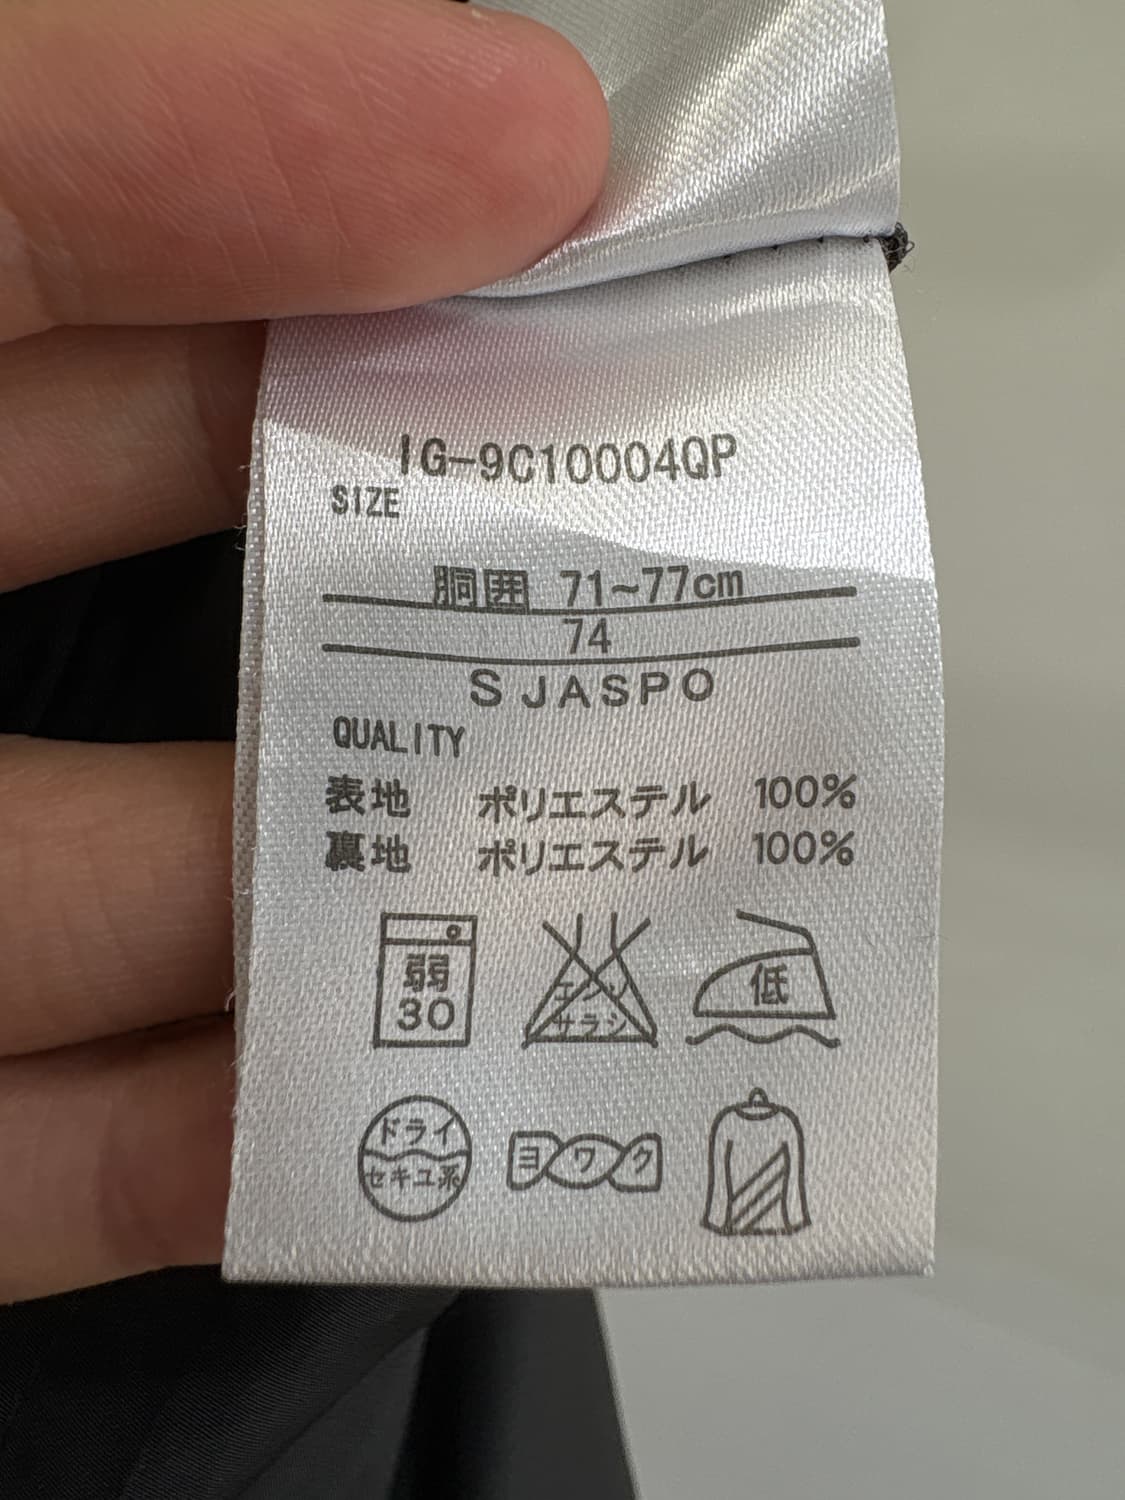 IG-9C10004QP
SIZE
胴囲 71~77cm
74
S JASPO
QUALITY
表地 ポリエステル 100%
裏地 ポリエステル 100%
弱
30
エンソ
サラシ
低
ドライ
セキユ系
ヨワク